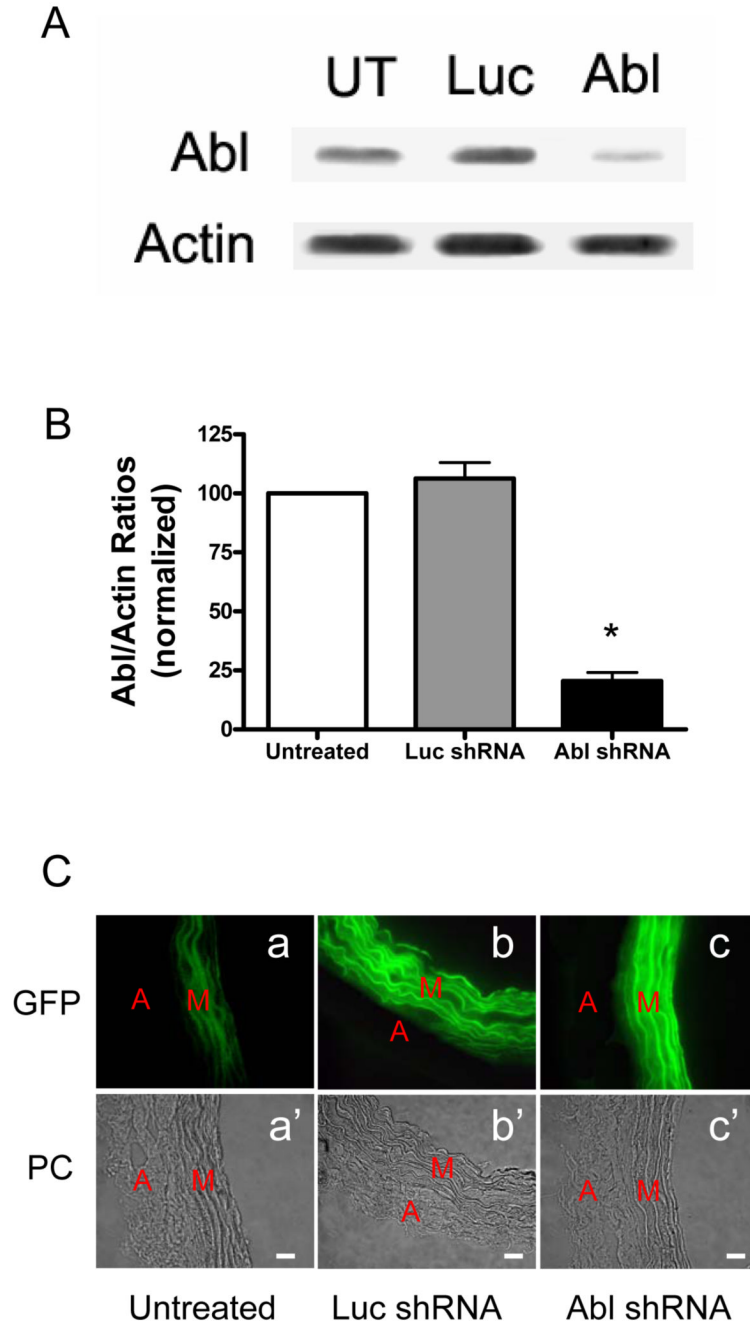 A
UT Luc Abl
Abl
Actin
B
Abl/Actin Ratios
(normalized)
125
100
75
50
25
0
*
Untreated Luc shRNA Abl shRNA
C
GFP
a b c
A M M A A M
PC
a’ b’ c’
A M M A A M
Untreated Luc shRNA Abl shRNA